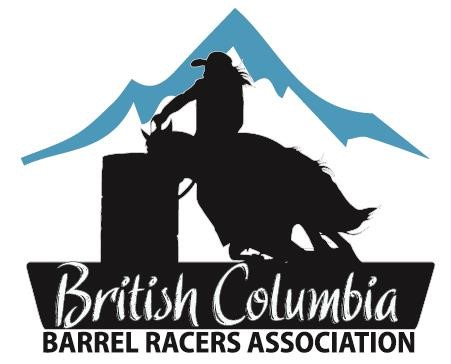 British Columbia
BARREL RACERS ASSOCIATION